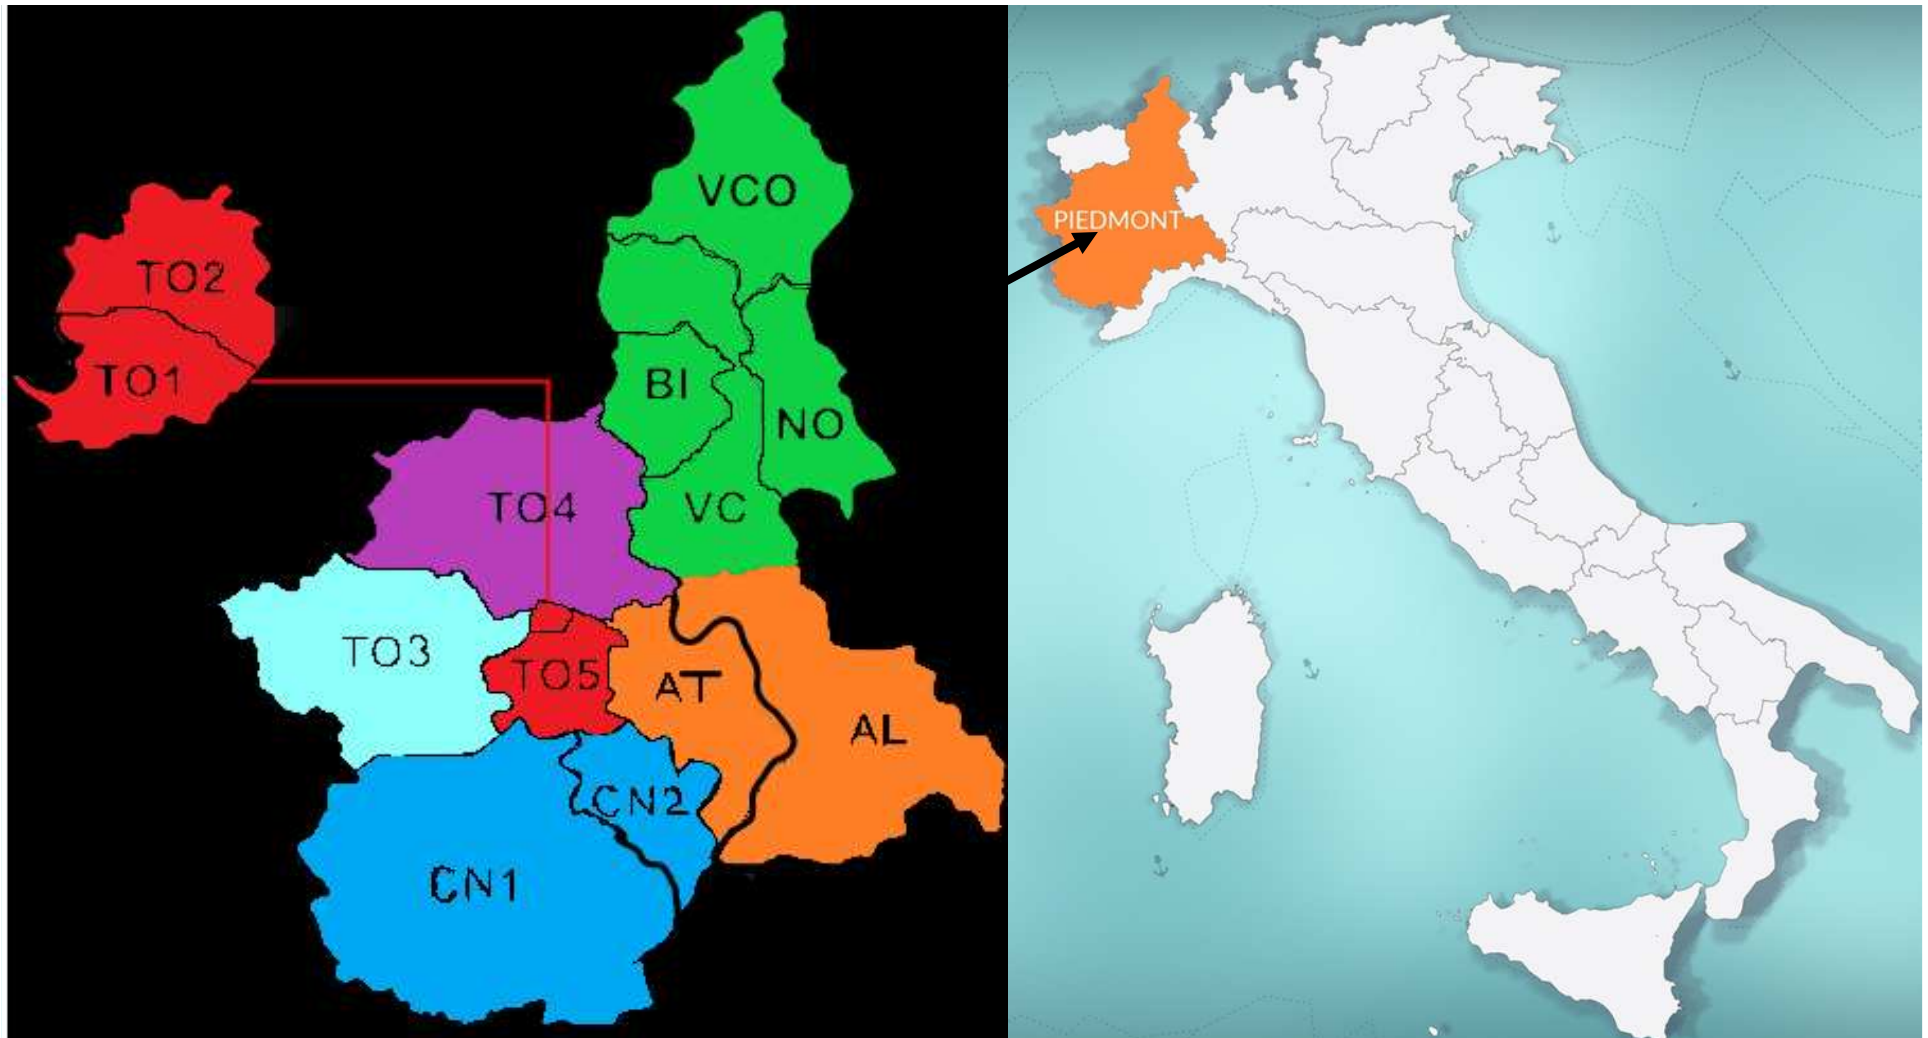 VCO
TO2
TO1
BI
NO
TO4
VC
TO3
TO5
AT
AL
CN2
CN1
PIEDMONT